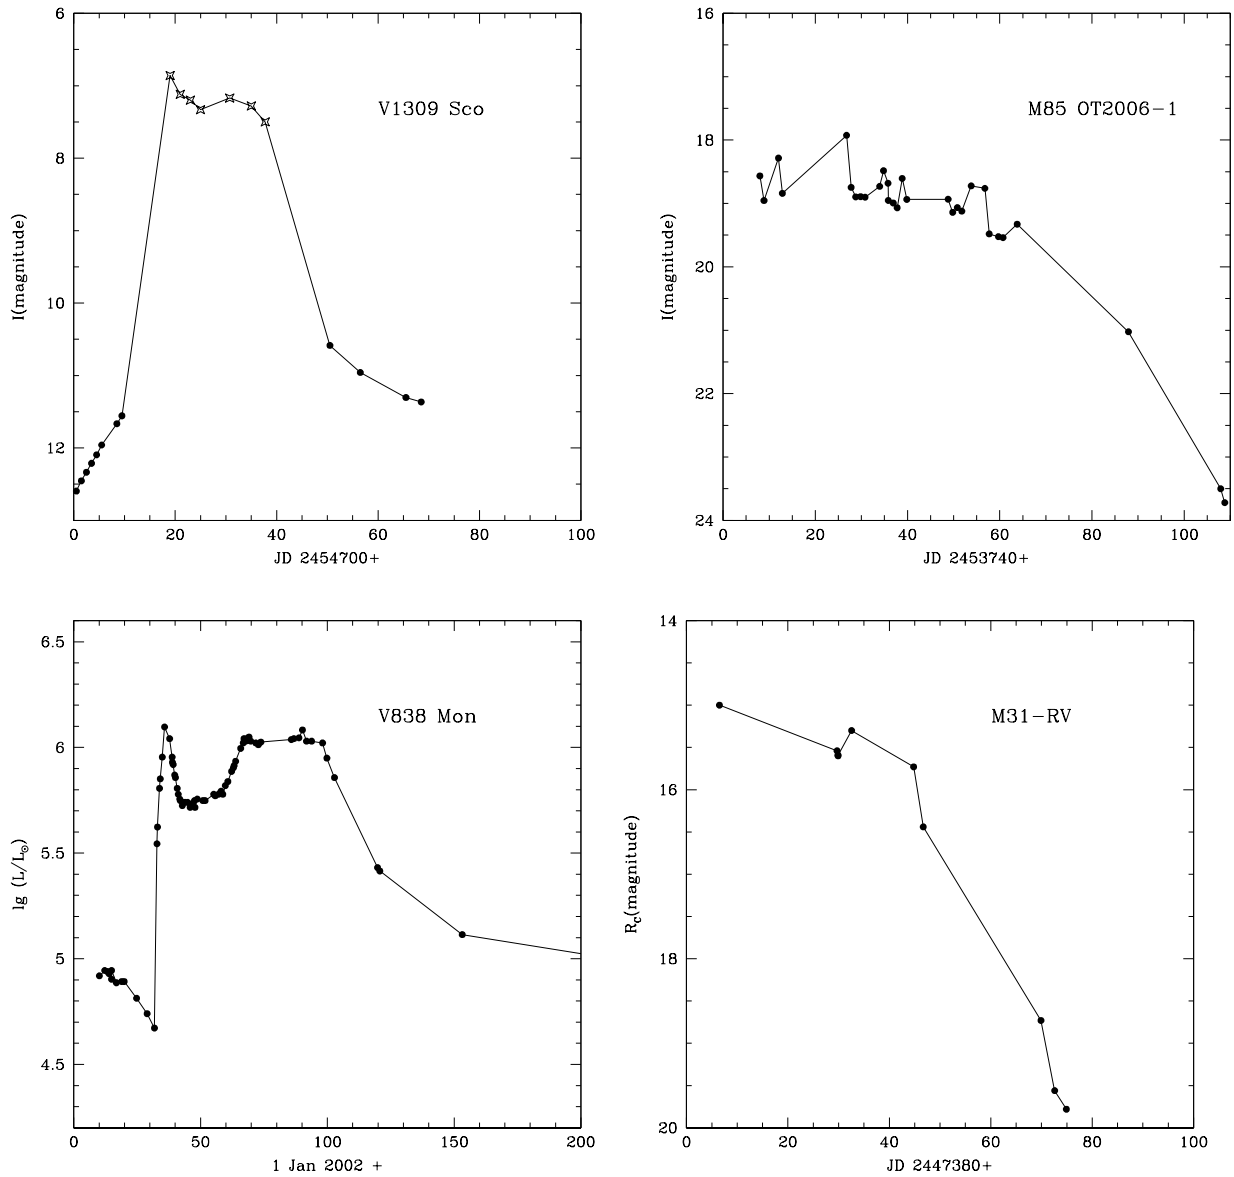 6
8
10
12
I(magnitude)
V1309 Sco
0 20 40 60 80 100
JD 2454700+
16
18
20
22
24
I(magnitude)
M85 OT2006-1
0 20 40 60 80 100
JD 2453740+
6.5
6
5.5
5
4.5
lg (L/L☉)
V838 Mon
0 50 100 150 200
1 Jan 2002 +
14
16
18
20
R_C(magnitude)
M31-RV
0 20 40 60 80 100
JD 2447380+